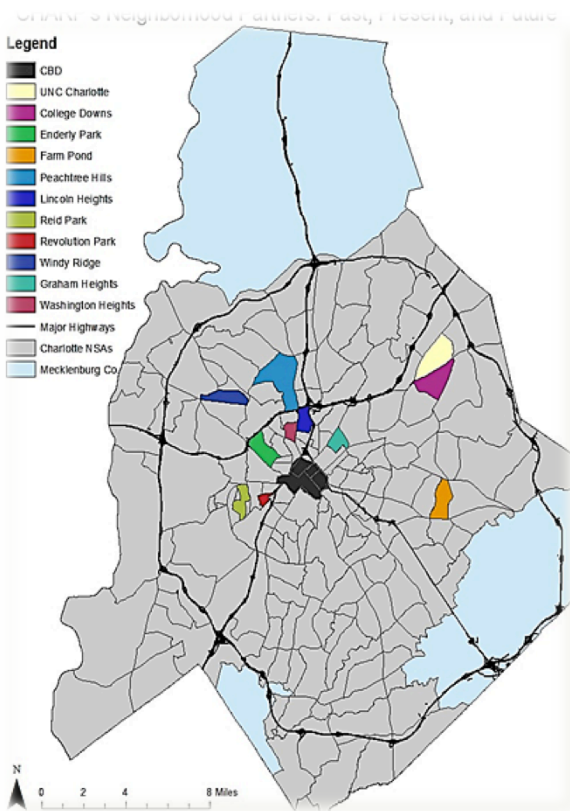 CHARP's Neighborhood Partners: Past, Present, and Future
Legend
CBD
UNC Charlotte
College Downs
Enderly Park
Farm Pond
Peachtree Hills
Lincoln Heights
Reid Park
Revolution Park
Windy Ridge
Graham Heights
Washington Heights
Major Highways
Charlotte NSAs
Mecklenburg Co.
N
0 2 4 8 Miles